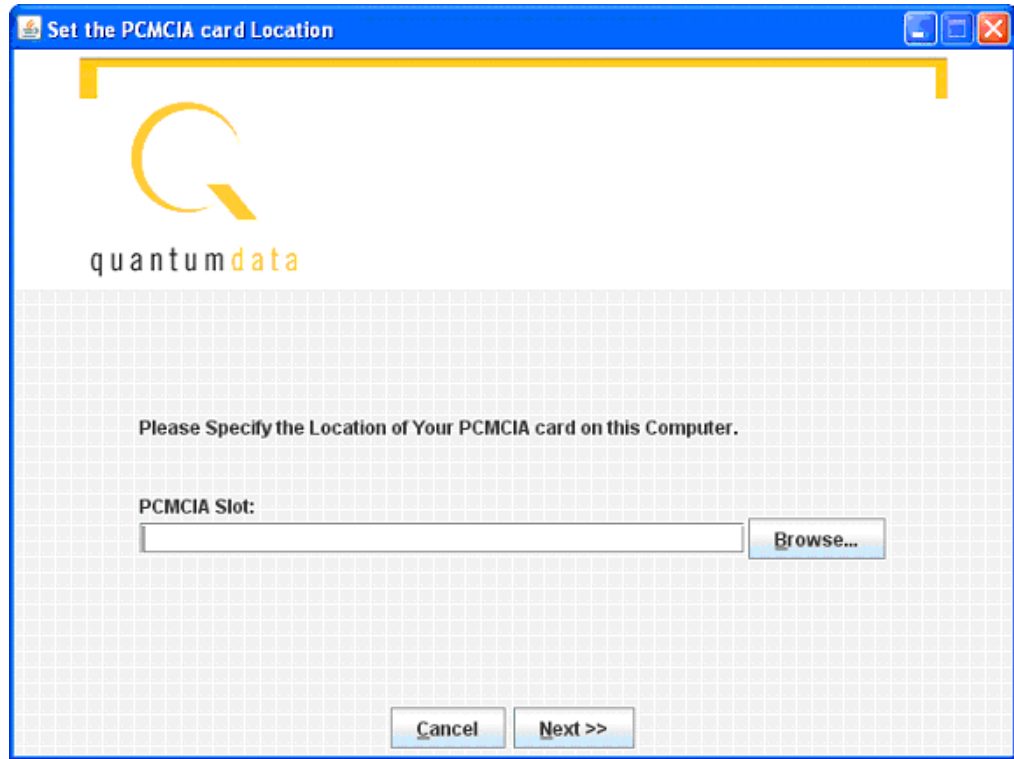 Set the PCMCIA card Location
quantumdata
Please Specify the Location of Your PCMCIA card on this Computer.
PCMCIA Slot:
Browse...
Cancel Next >>